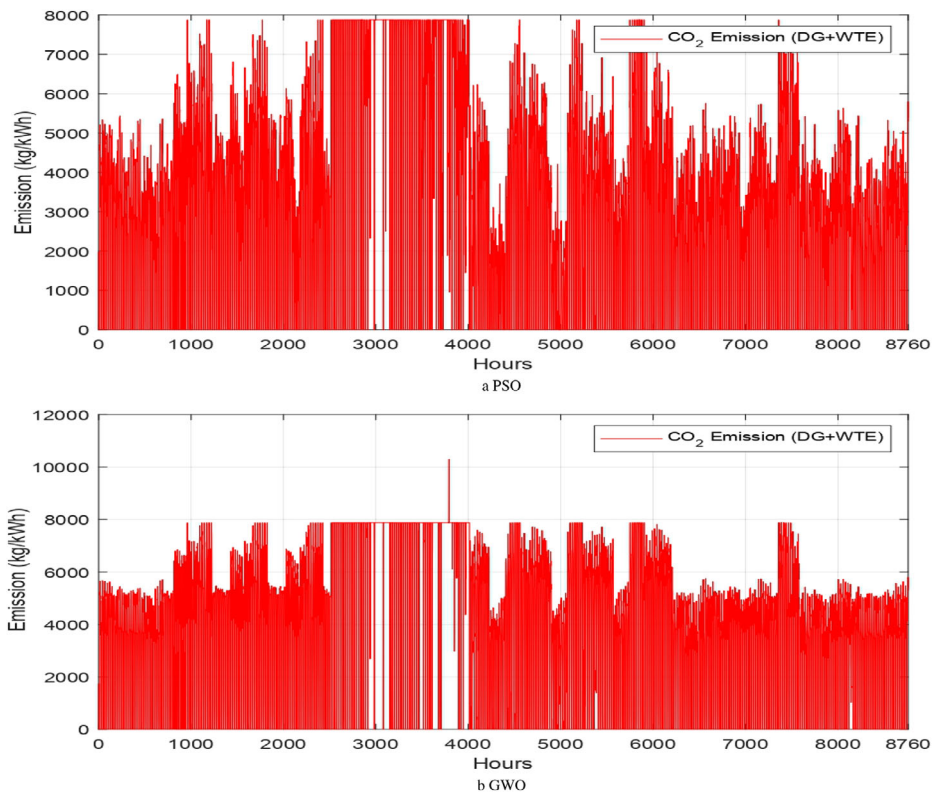 8000
7000
6000
5000
4000
3000
2000
1000
0
Emission (kg/kWh)
CO2 Emission (DG+WTE)
0 1000 2000 3000 4000 5000 6000 7000 8000 8760
Hours
a PSO
12000
10000
8000
6000
4000
2000
0
Emission (kg/kWh)
CO2 Emission (DG+WTE)
0 1000 2000 3000 4000 5000 6000 7000 8000 8760
Hours
b GWO